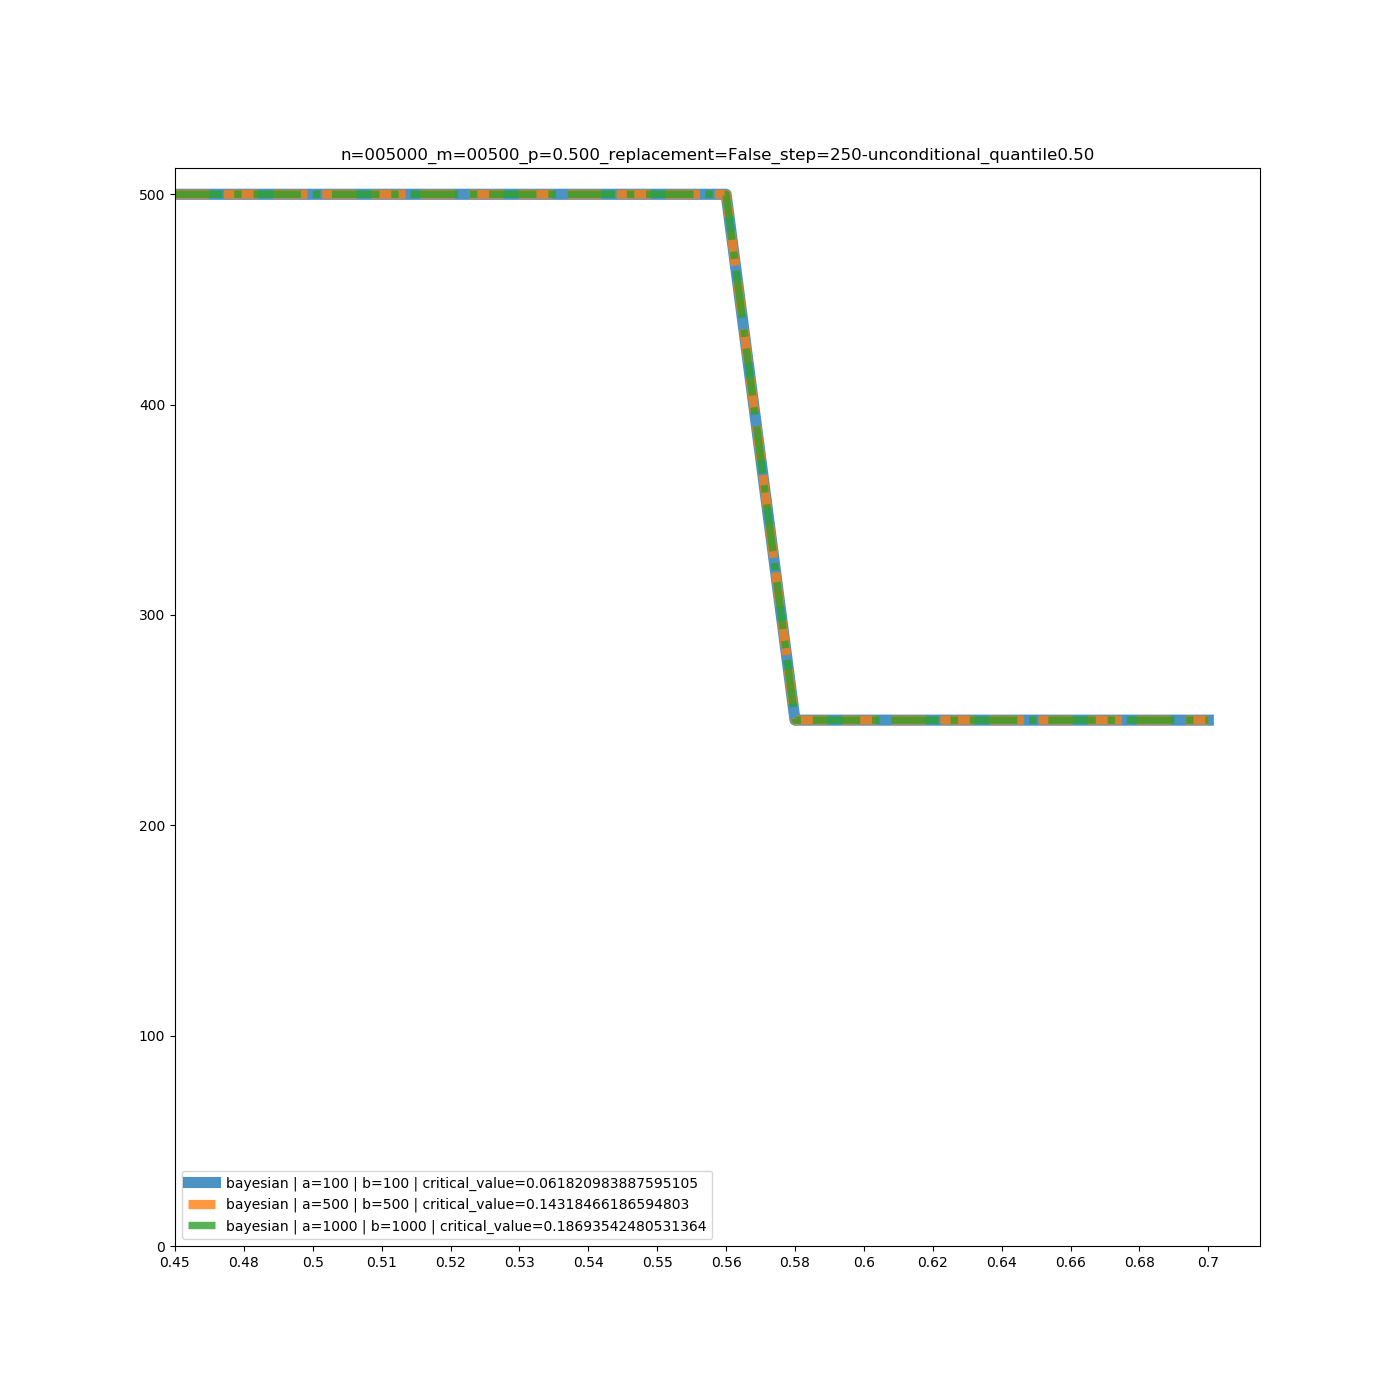 n=005000_m=00500_p=0.500_replacement=False_step=250-unconditional_quantile0.50
500
400
300
200
100
0
bayesian | a=100 | b=100 | critical_value=0.061820983887595105
bayesian | a=500 | b=500 | critical_value=0.14318466186594803
bayesian | a=1000 | b=1000 | critical_value=0.18693542480531364
0.45 0.48 0.5 0.51 0.52 0.53 0.54 0.55 0.56 0.58 0.6 0.62 0.64 0.66 0.68 0.7